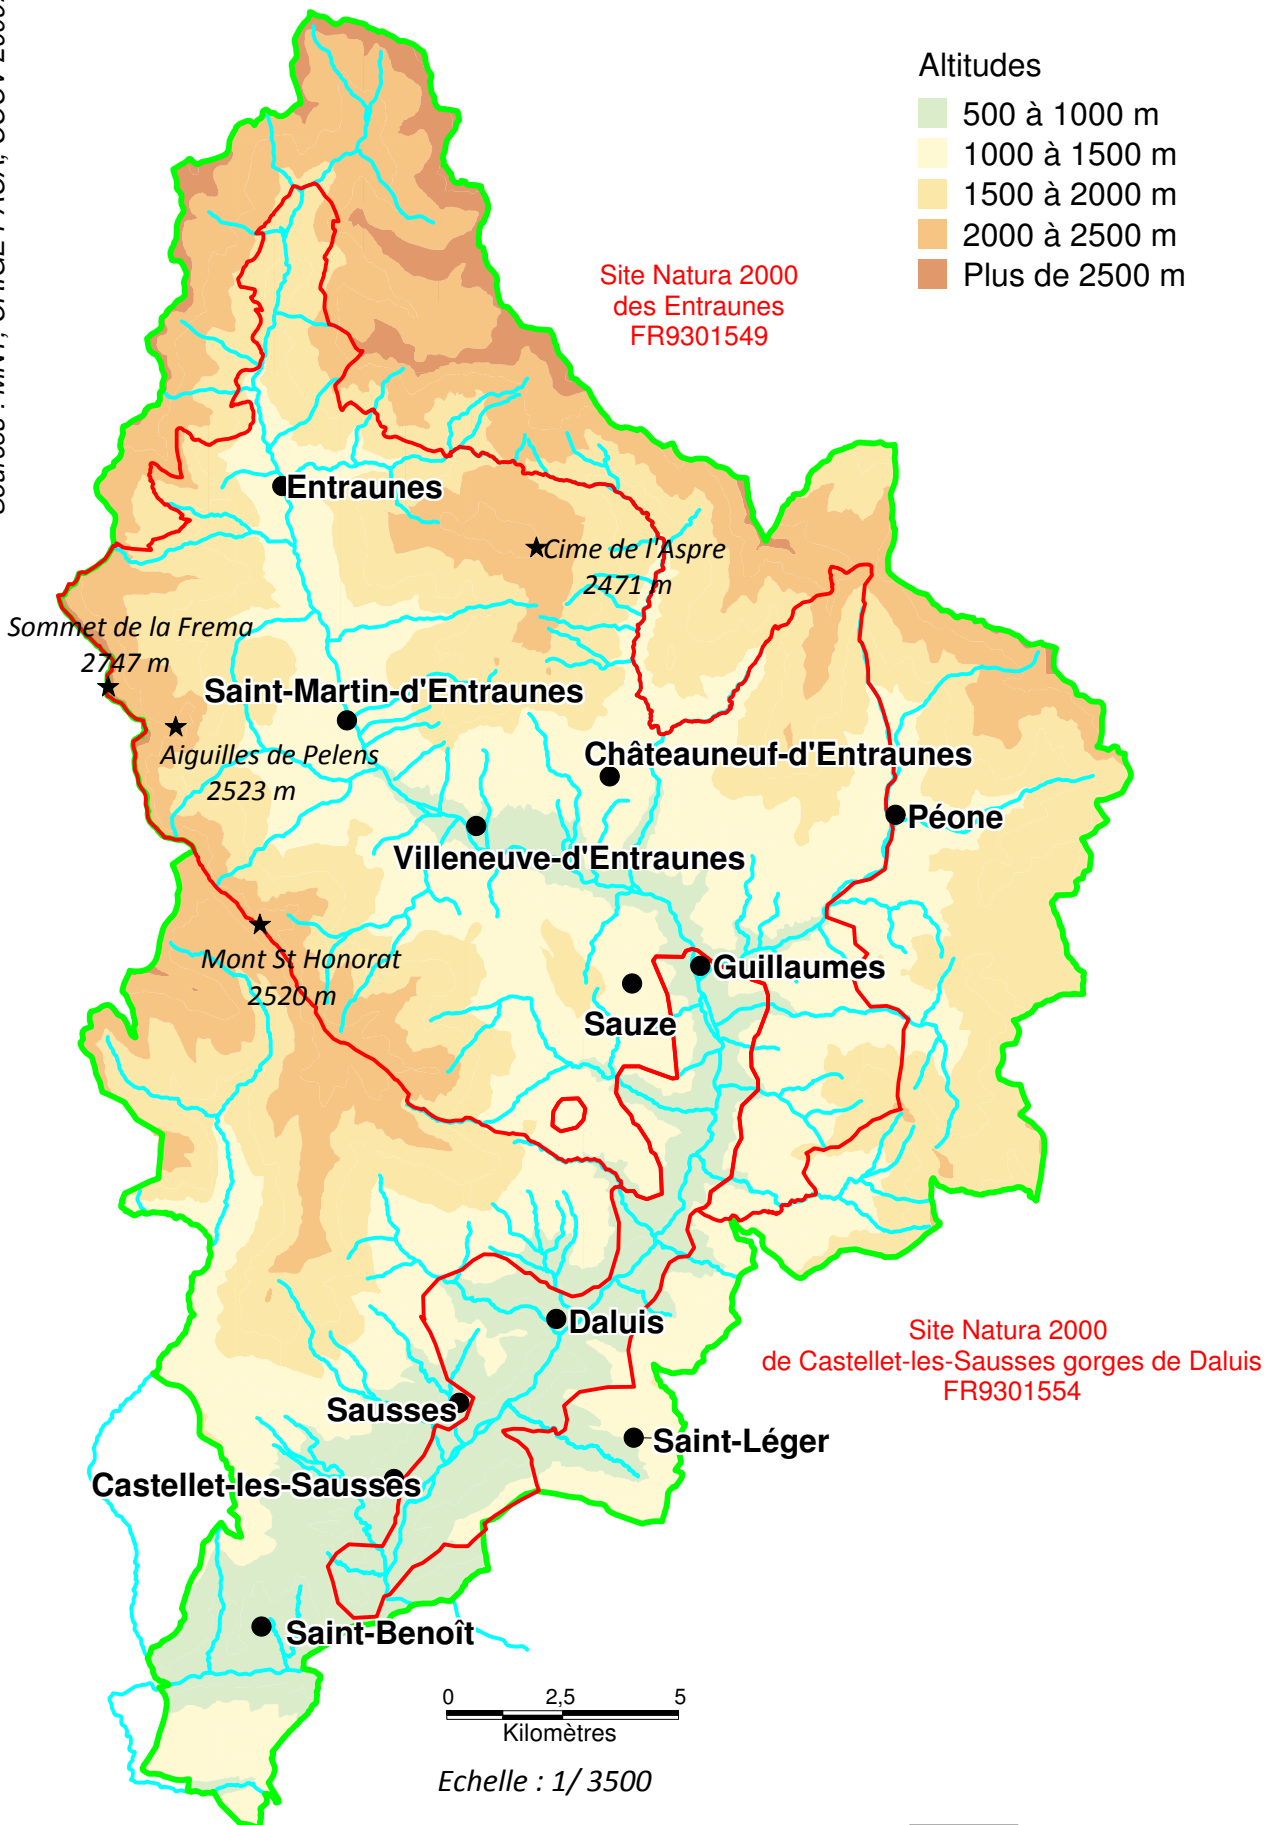 Altitudes
500 à 1000 m
1000 à 1500 m
1500 à 2000 m
2000 à 2500 m
Plus de 2500 m
Site Natura 2000
des Entraunes
FR9301549
Entraunes
Cime de l'Aspre
2471 m
Sommet de la Frema
2747 m
Saint-Martin-d'Entraunes
Aiguilles de Pelens
2523 m
Châteauneuf-d'Entraunes
Péone
Villeneuve-d'Entraunes
Mont St Honorat
2520 m
Guillaumes
Sauze
Daluis
Site Natura 2000
de Castellet-les-Sausses gorges de Daluis
FR9301554
Sausses
Saint-Léger
Castellet-les-Sausses
Saint-Benoît
0 2,5 5
Kilomètres
Echelle : 1/ 3500